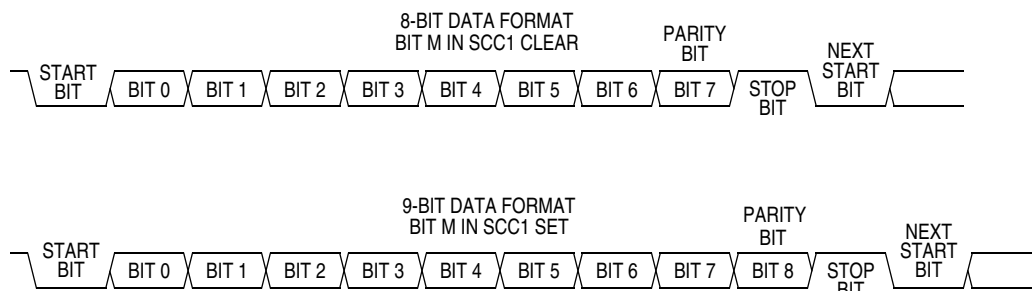 8-BIT DATA FORMAT
BIT M IN SCC1 CLEAR
PARITY
BIT
START
BIT
BIT 0
BIT 1
BIT 2
BIT 3
BIT 4
BIT 5
BIT 6
BIT 7
STOP
BIT
NEXT
START
BIT
9-BIT DATA FORMAT
BIT M IN SCC1 SET
PARITY
BIT
START
BIT
BIT 0
BIT 1
BIT 2
BIT 3
BIT 4
BIT 5
BIT 6
BIT 7
BIT 8
STOP
BIT
NEXT
START
BIT